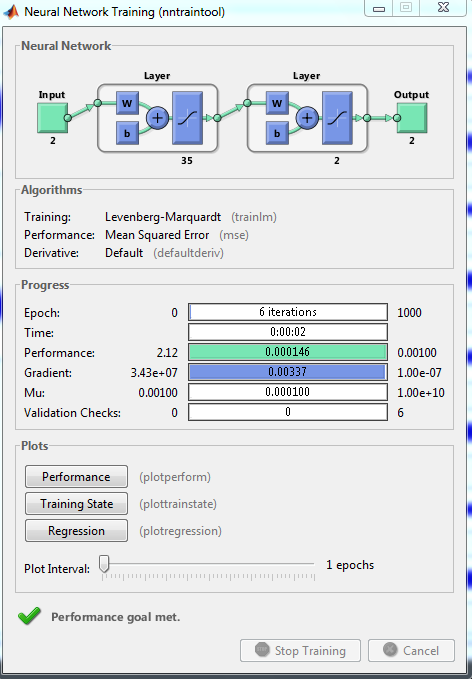 Neural Network Training (nntraintool)
Neural Network
Layer Layer
Input Output
W W
b b
+ +
2 35 2 2
Algorithms
Training: Levenberg-Marquardt (trainlm)
Performance: Mean Squared Error (mse)
Derivative: Default (defaultderiv)
Progress
Epoch: 0 6 iterations 1000
Time: 0:00:02
Performance: 2.12 0.000146 0.00100
Gradient: 3.43e+07 0.00337 1.00e-07
Mu: 0.00100 0.000100 1.00e+10
Validation Checks: 0 0 6
Plots
Performance (plotperform)
Training State (plottrainstate)
Regression (plotregression)
Plot Interval: 1 epochs
Performance goal met.
Stop Training Cancel